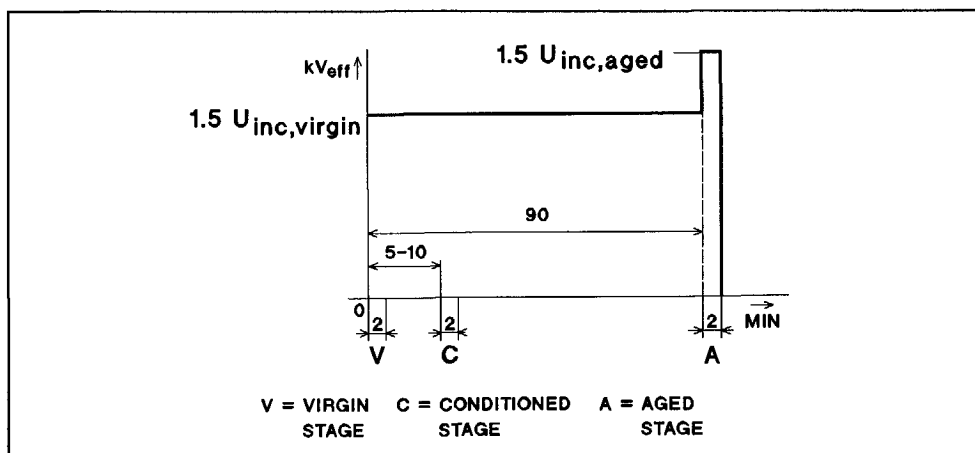 1.5 Uinc,aged
kVeff
1.5 Uinc,virgin
90
5-10
0
2
2
2
MIN
V
C
A
V = VIRGIN STAGE
C = CONDITIONED STAGE
A = AGED STAGE